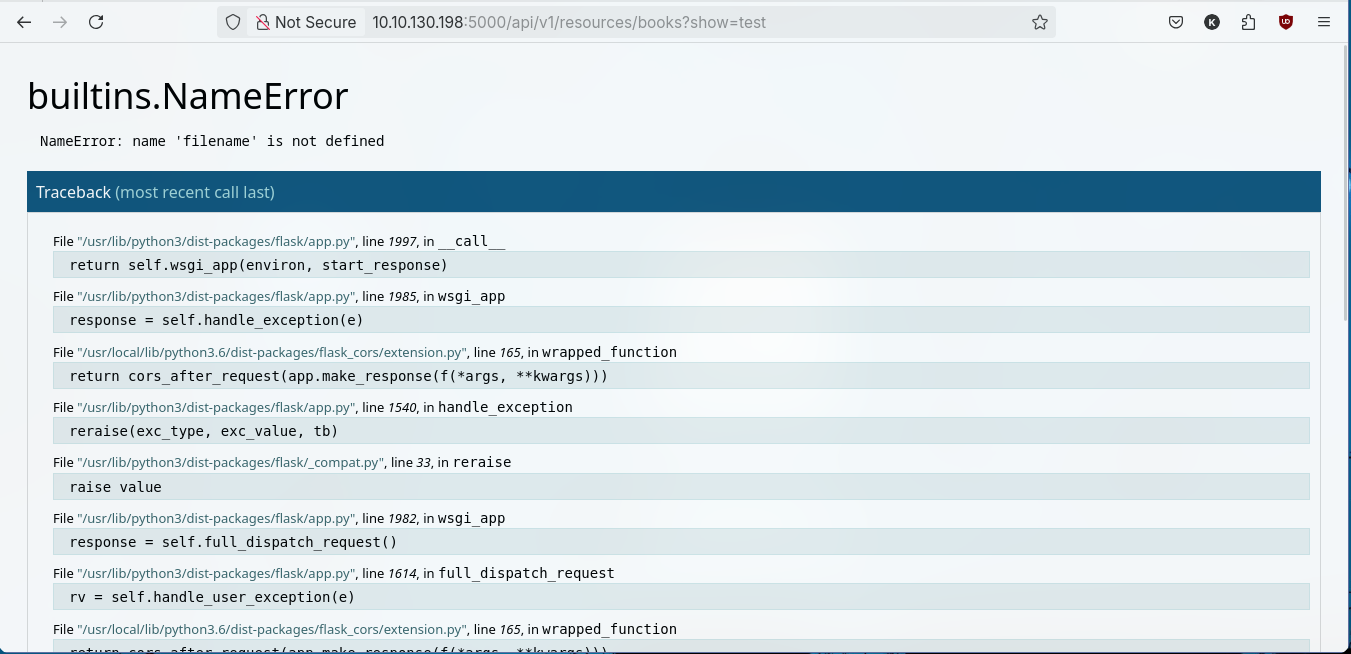 Not Secure 10.10.130.198:5000/api/v1/resources/books?show=test
K
UD
builtins.NameError
NameError: name 'filename' is not defined
Traceback (most recent call last)
File "/usr/lib/python3/dist-packages/flask/app.py", line 1997, in __call__
return self.wsgi_app(environ, start_response)
File "/usr/lib/python3/dist-packages/flask/app.py", line 1985, in wsgi_app
response = self.handle_exception(e)
File "/usr/local/lib/python3.6/dist-packages/flask_cors/extension.py", line 165, in wrapped_function
return cors_after_request(app.make_response(f(*args, **kwargs)))
File "/usr/lib/python3/dist-packages/flask/app.py", line 1540, in handle_exception
reraise(exc_type, exc_value, tb)
File "/usr/lib/python3/dist-packages/flask/_compat.py", line 33, in reraise
raise value
File "/usr/lib/python3/dist-packages/flask/app.py", line 1982, in wsgi_app
response = self.full_dispatch_request()
File "/usr/lib/python3/dist-packages/flask/app.py", line 1614, in full_dispatch_request
rv = self.handle_user_exception(e)
File "/usr/local/lib/python3.6/dist-packages/flask_cors/extension.py", line 165, in wrapped_function
return cors_after_request(app.make_response(f(*args, **kwargs)))